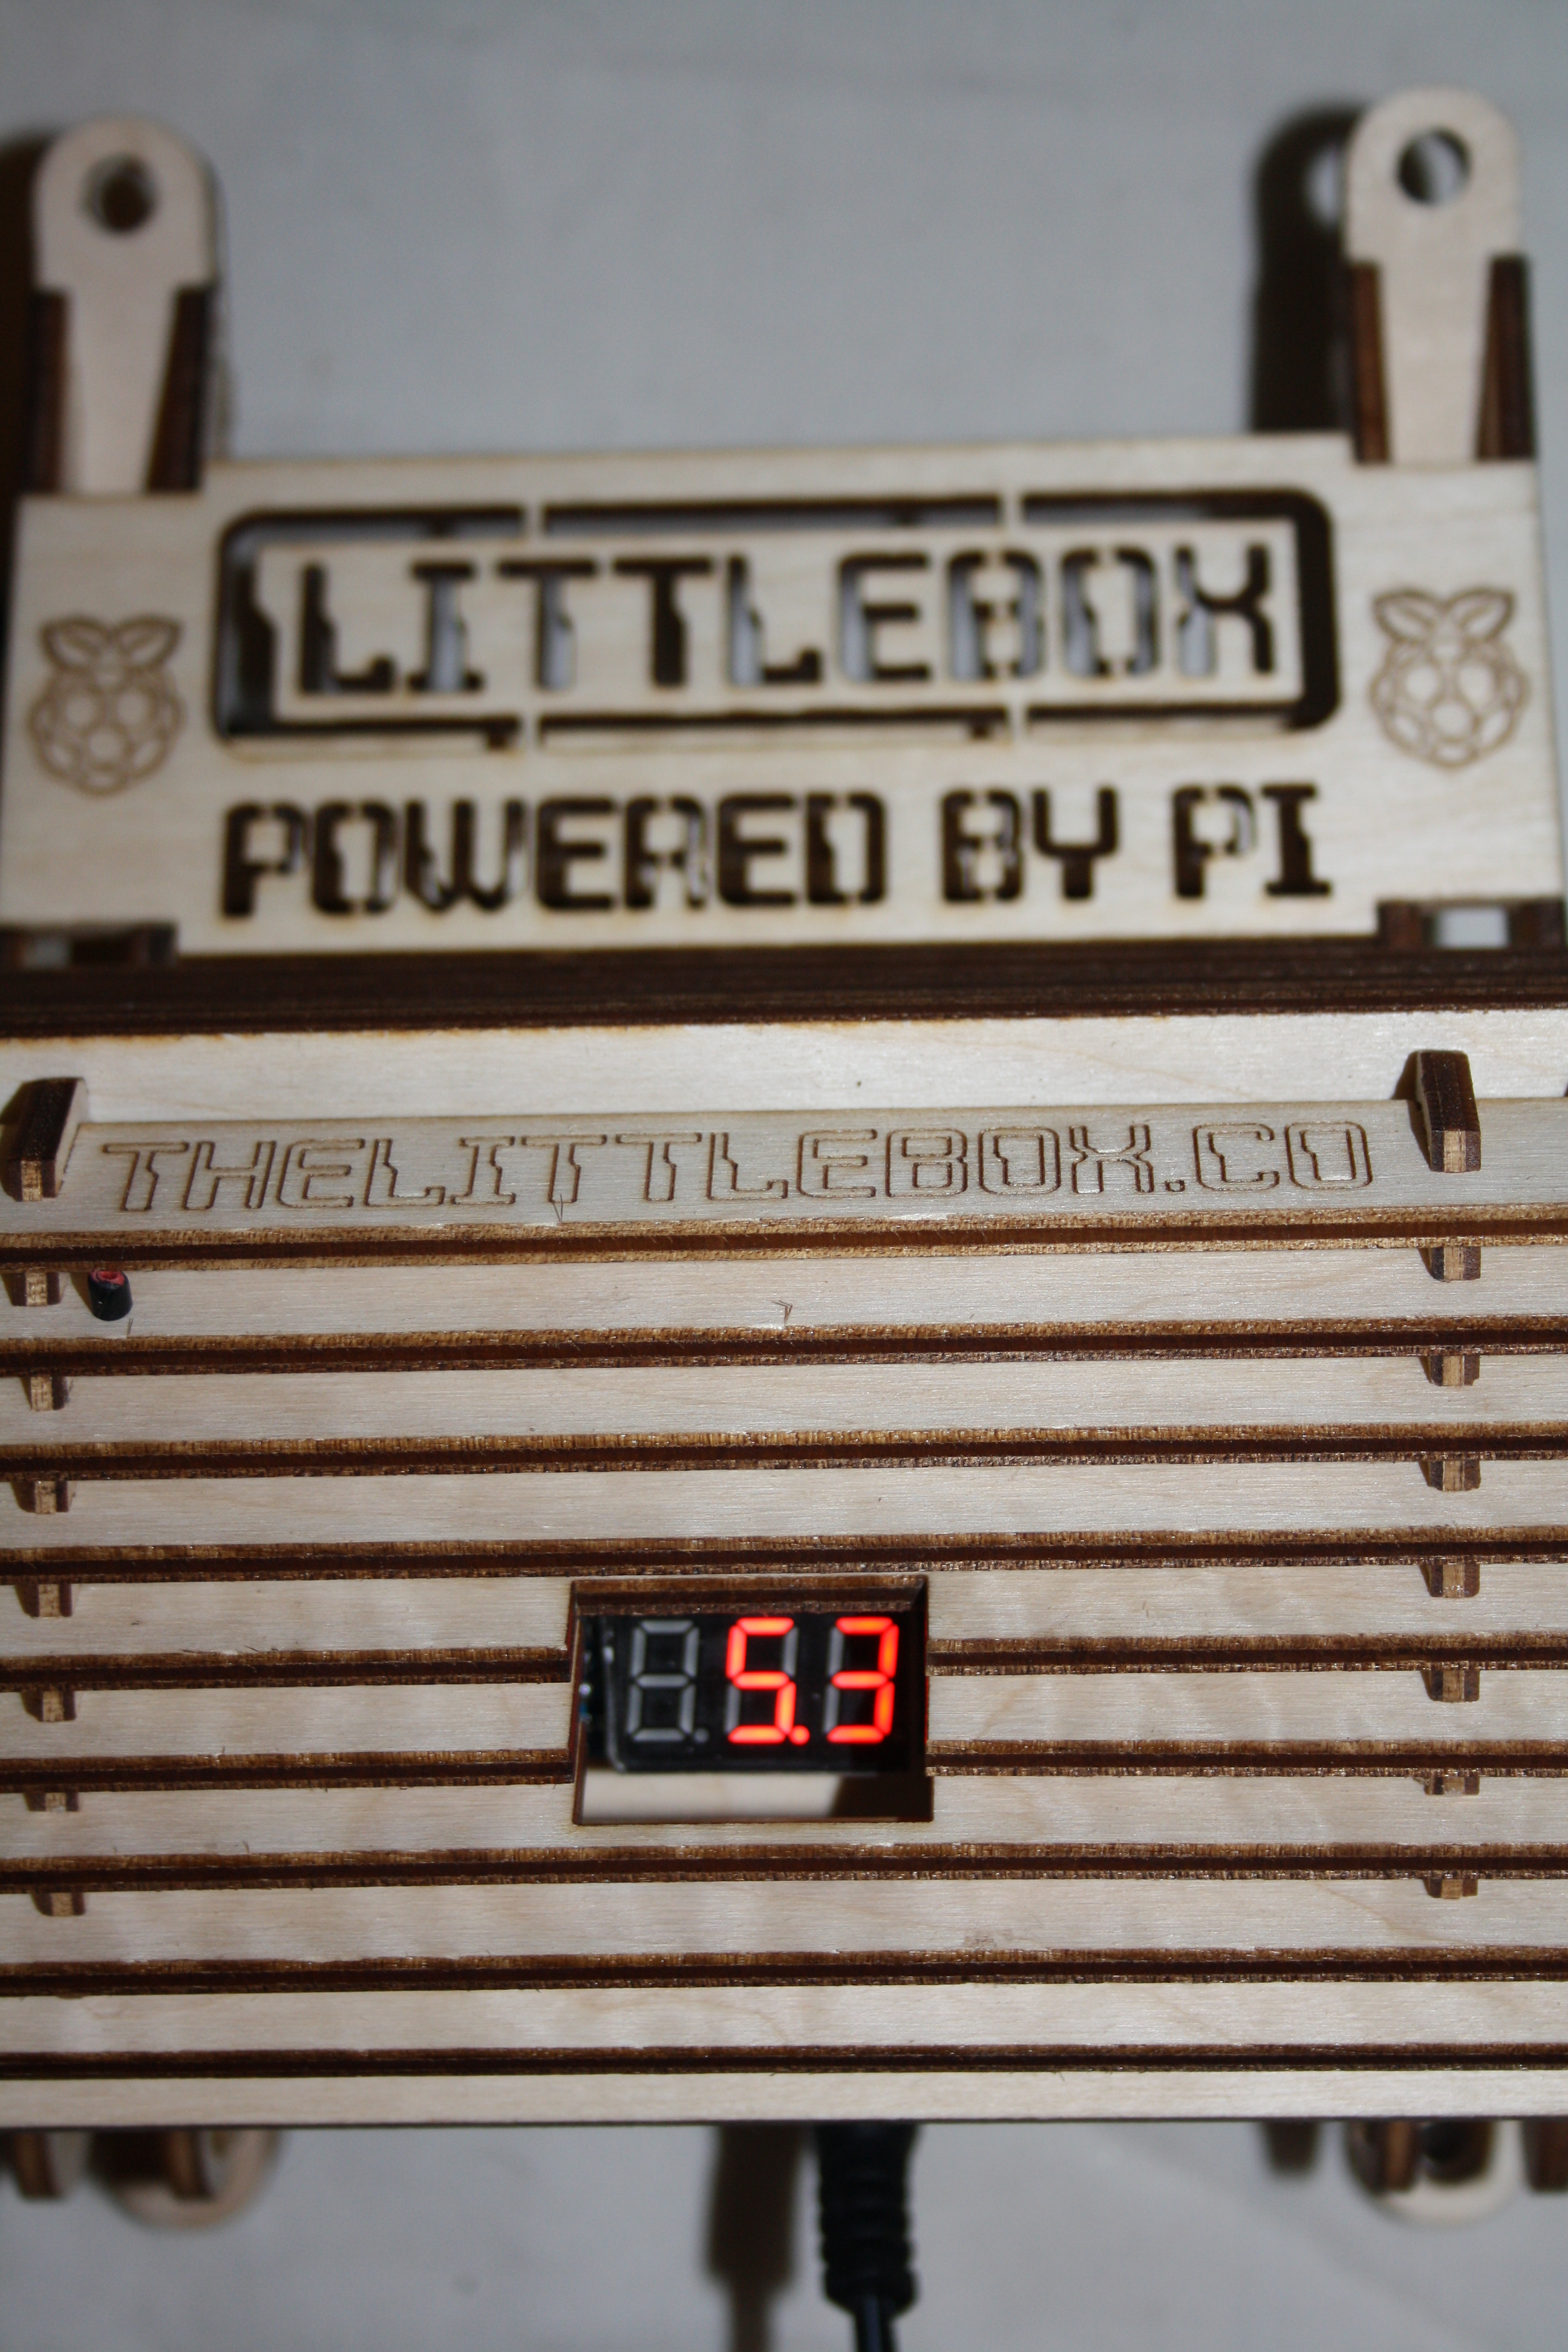 LITTLEBOX
POWERED BY PI
THELITTLEBOX.CO
5.3